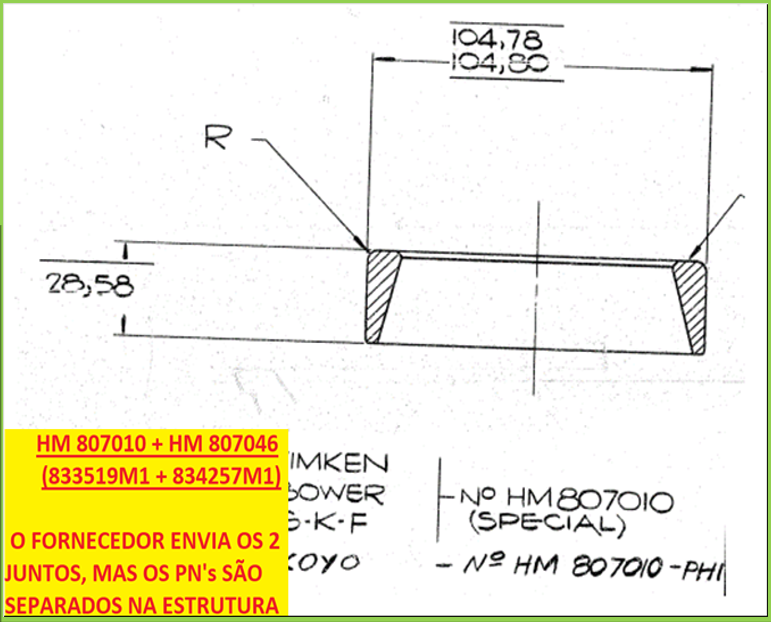 104,78
104,80
R
28,58
HM 807010 + HM 807046
(833519M1 + 834257M1)
O FORNECEDOR ENVIA OS 2
JUNTOS, MAS OS PN's SÃO
SEPARADOS NA ESTRUTURA
TIMKEN
BOWER
S-K-F
KOYO
Nº HM 807010
(SPECIAL)
- Nº HM 807010-PHI